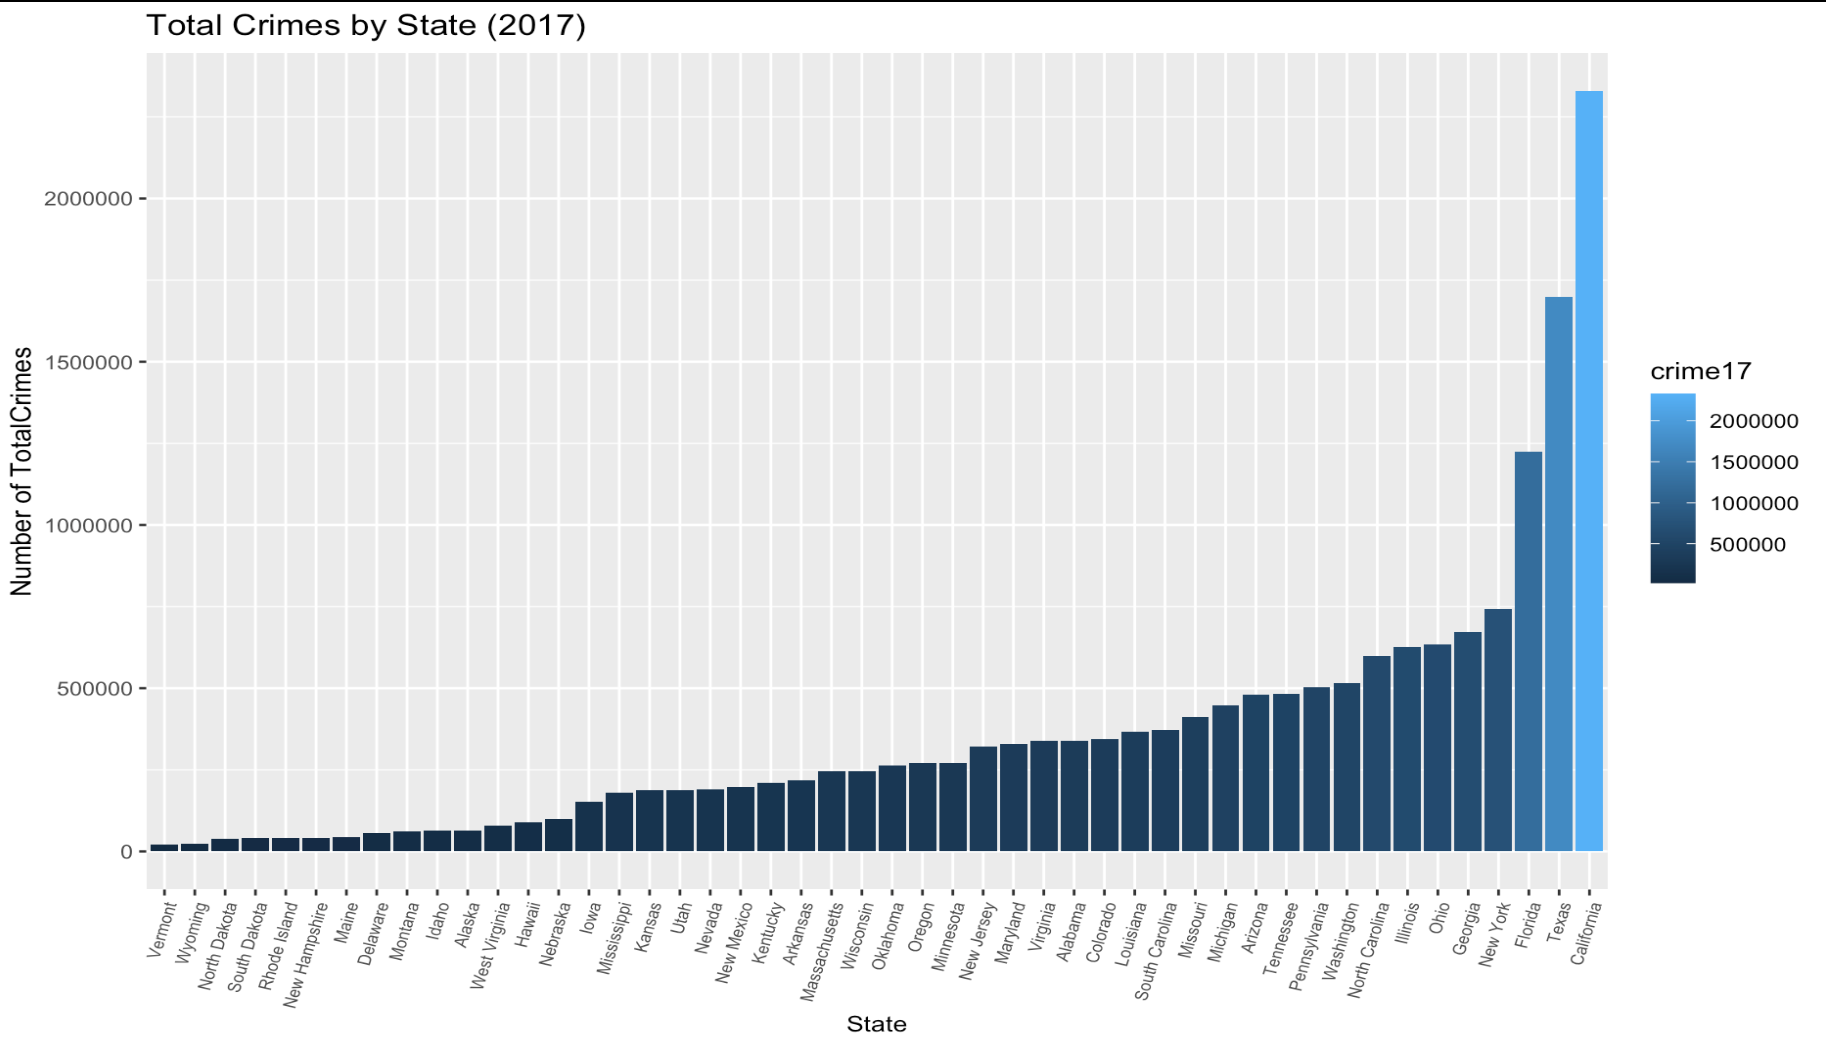 Total Crimes by State (2017)
Number of TotalCrimes
2000000
1500000
1000000
500000
0
Vermont
Wyoming
North Dakota
South Dakota
Rhode Island
New Hampshire
Maine
Delaware
Montana
Idaho
Alaska
West Virginia
Hawaii
Nebraska
Iowa
Mississippi
Kansas
Utah
Nevada
New Mexico
Kentucky
Arkansas
Massachusetts
Wisconsin
Oklahoma
Oregon
Minnesota
New Jersey
Maryland
Virginia
Alabama
Colorado
Louisiana
South Carolina
Missouri
Michigan
Arizona
Tennessee
Pennsylvania
Washington
North Carolina
Illinois
Ohio
Georgia
New York
Florida
Texas
California
State
crime17
2000000
1500000
1000000
500000